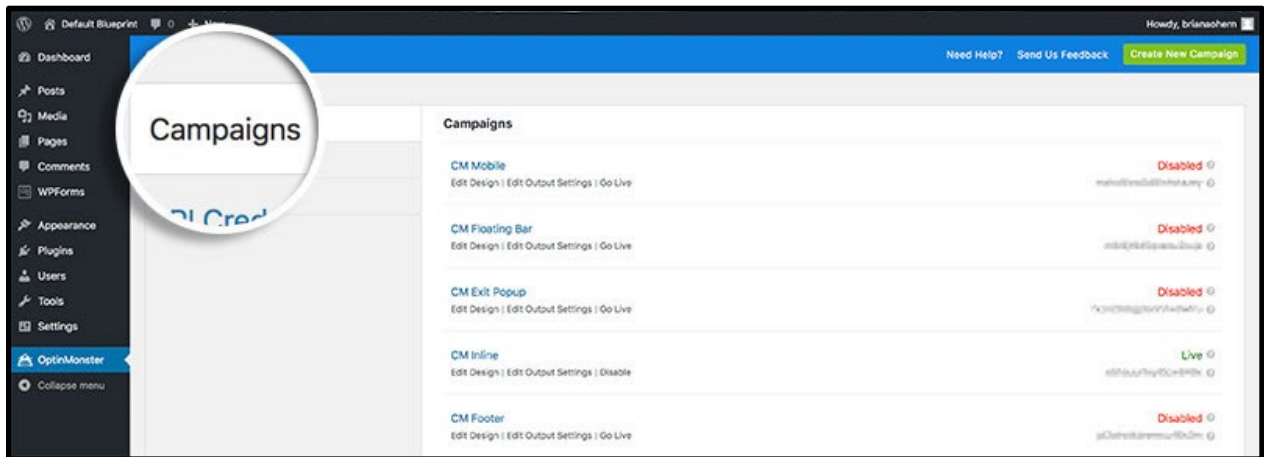 Default Blueprint 0 + New
Howdy, brianaohern
Dashboard
Need Help? Send Us Feedback Create New Campaign
Posts
Media
Pages
Comments
WPForms
Appearance
Plugins
Users
Tools
Settings
OptinMonster
Collapse menu
Campaigns
Campaigns
CM Mobile
Disabled
Edit Design | Edit Output Settings | Go Live
CM Floating Bar
Disabled
Edit Design | Edit Output Settings | Go Live
CM Exit Popup
Disabled
Edit Design | Edit Output Settings | Go Live
CM Inline
Live
Edit Design | Edit Output Settings | Disable
CM Footer
Disabled
Edit Design | Edit Output Settings | Go Live